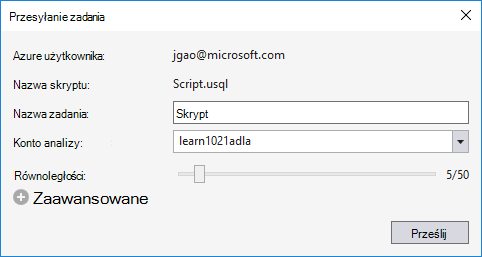 Przesyłanie zadania
Azure użytkownika: jgao@microsoft.com
Nazwa skryptu: Script.usql
Nazwa zadania: Skrypt
Konto analizy: learn1021adla
Równoległości: 5/50
Zaawansowane
Prześlij